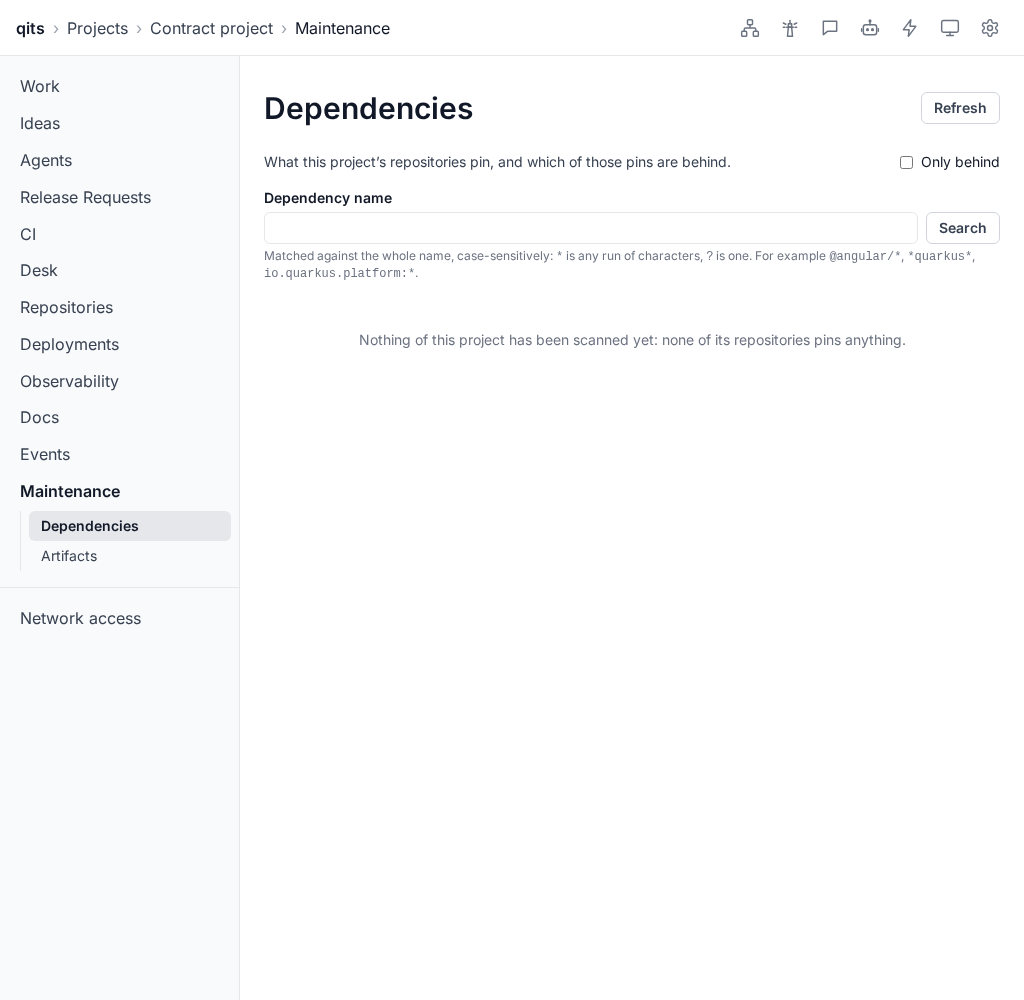 qits › Projects › Contract project › Maintenance
Work
Ideas
Agents
Release Requests
CI
Desk
Repositories
Deployments
Observability
Docs
Events
Maintenance
Dependencies
Artifacts
Network access
Dependencies
Refresh
What this project’s repositories pin, and which of those pins are behind.
Only behind
Dependency name
Search
Matched against the whole name, case-sensitively: * is any run of characters, ? is one. For example @angular/*, *quarkus*,
io.quarkus.platform:*.
Nothing of this project has been scanned yet: none of its repositories pins anything.